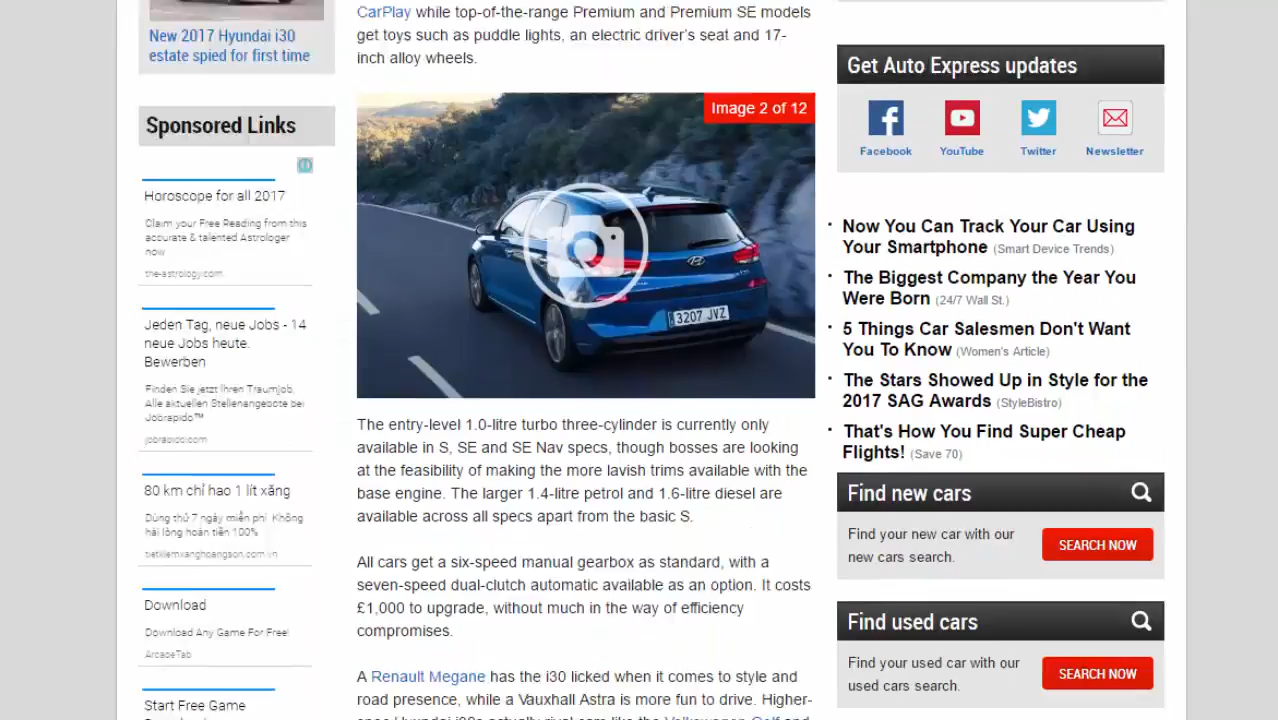 New 2017 Hyundai i30
estate spied for first time
Sponsored Links
Horoscope for all 2017
Claim your Free Reading from this
accurate & talented Astrologer
now
the-astrology.com
Jeden Tag, neue Jobs - 14
neue Jobs heute.
Bewerben
Finden Sie jetzt Ihren Traumjob.
Alle aktuellen Stellenangebote bei
Jobrapido™
jobrapido.com
80 km chỉ hao 1 lít xăng
Dùng thử 7 ngày miễn phí Không
hài lòng hoàn tiền 100%
tietkiemxanghoangson.com.vn
Download
Download Any Game For Free!
ArcadeTab
Start Free Game
CarPlay while top-of-the-range Premium and Premium SE models
get toys such as puddle lights, an electric driver's seat and 17-
inch alloy wheels.
Image 2 of 12
3207 JVZ
The entry-level 1.0-litre turbo three-cylinder is currently only
available in S, SE and SE Nav specs, though bosses are looking
at the feasibility of making the more lavish trims available with the
base engine. The larger 1.4-litre petrol and 1.6-litre diesel are
available across all specs apart from the basic S.
All cars get a six-speed manual gearbox as standard, with a
seven-speed dual-clutch automatic available as an option. It costs
£1,000 to upgrade, without much in the way of efficiency
compromises.
A Renault Megane has the i30 licked when it comes to style and
road presence, while a Vauxhall Astra is more fun to drive. Higher-
spec Hyundai i30s actually rival cars like the Volkswagen Golf and
Get Auto Express updates
Facebook YouTube Twitter Newsletter
· Now You Can Track Your Car Using
Your Smartphone (Smart Device Trends)
· The Biggest Company the Year You
Were Born (24/7 Wall St.)
· 5 Things Car Salesmen Don't Want
You To Know (Women's Article)
· The Stars Showed Up in Style for the
2017 SAG Awards (StyleBistro)
· That's How You Find Super Cheap
Flights! (Save 70)
Find new cars
Find your new car with our
new cars search.
SEARCH NOW
Find used cars
Find your used car with our
used cars search.
SEARCH NOW